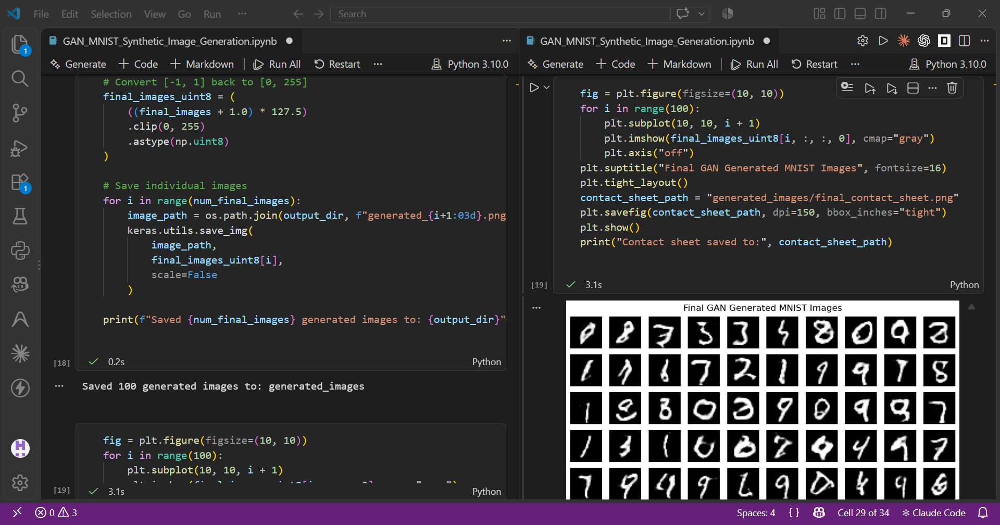 File Edit Selection View Go Run ···
Search
GAN_MNIST_Synthetic_Image_Generation.ipynb
Generate + Code + Markdown Run All Restart ··· Python 3.10.0
# Convert [-1, 1] back to [0, 255]
final_images_uint8 = (
((final_images + 1.0) * 127.5)
.clip(0, 255)
.astype(np.uint8)
)
# Save individual images
for i in range(num_final_images):
image_path = os.path.join(output_dir, f"generated_{i+1:03d}.png
keras.utils.save_img(
image_path,
final_images_uint8[i],
scale=False
)
print(f"Saved {num_final_images} generated images to: {output_dir}"
[18] 0.2s Python
Saved 100 generated images to: generated_images
fig = plt.figure(figsize=(10, 10))
for i in range(100):
plt.subplot(10, 10, i + 1)
[19] 3.1s Python
GAN_MNIST_Synthetic_Image_Generation.ipynb
Generate + Code + Markdown Run All Restart ··· Python 3.10.0
fig = plt.figure(figsize=(10, 10))
for i in range(100):
plt.subplot(10, 10, i + 1)
plt.imshow(final_images_uint8[i, :, :, 0], cmap="gray")
plt.axis("off")
plt.suptitle("Final GAN Generated MNIST Images", fontsize=16)
plt.tight_layout()
contact_sheet_path = "generated_images/final_contact_sheet.png"
plt.savefig(contact_sheet_path, dpi=150, bbox_inches="tight")
plt.show()
print("Contact sheet saved to:", contact_sheet_path)
[19] 3.1s Python
Final GAN Generated MNIST Images
1
1
0 3
Spaces: 4 { } Cell 29 of 34 Claude Code